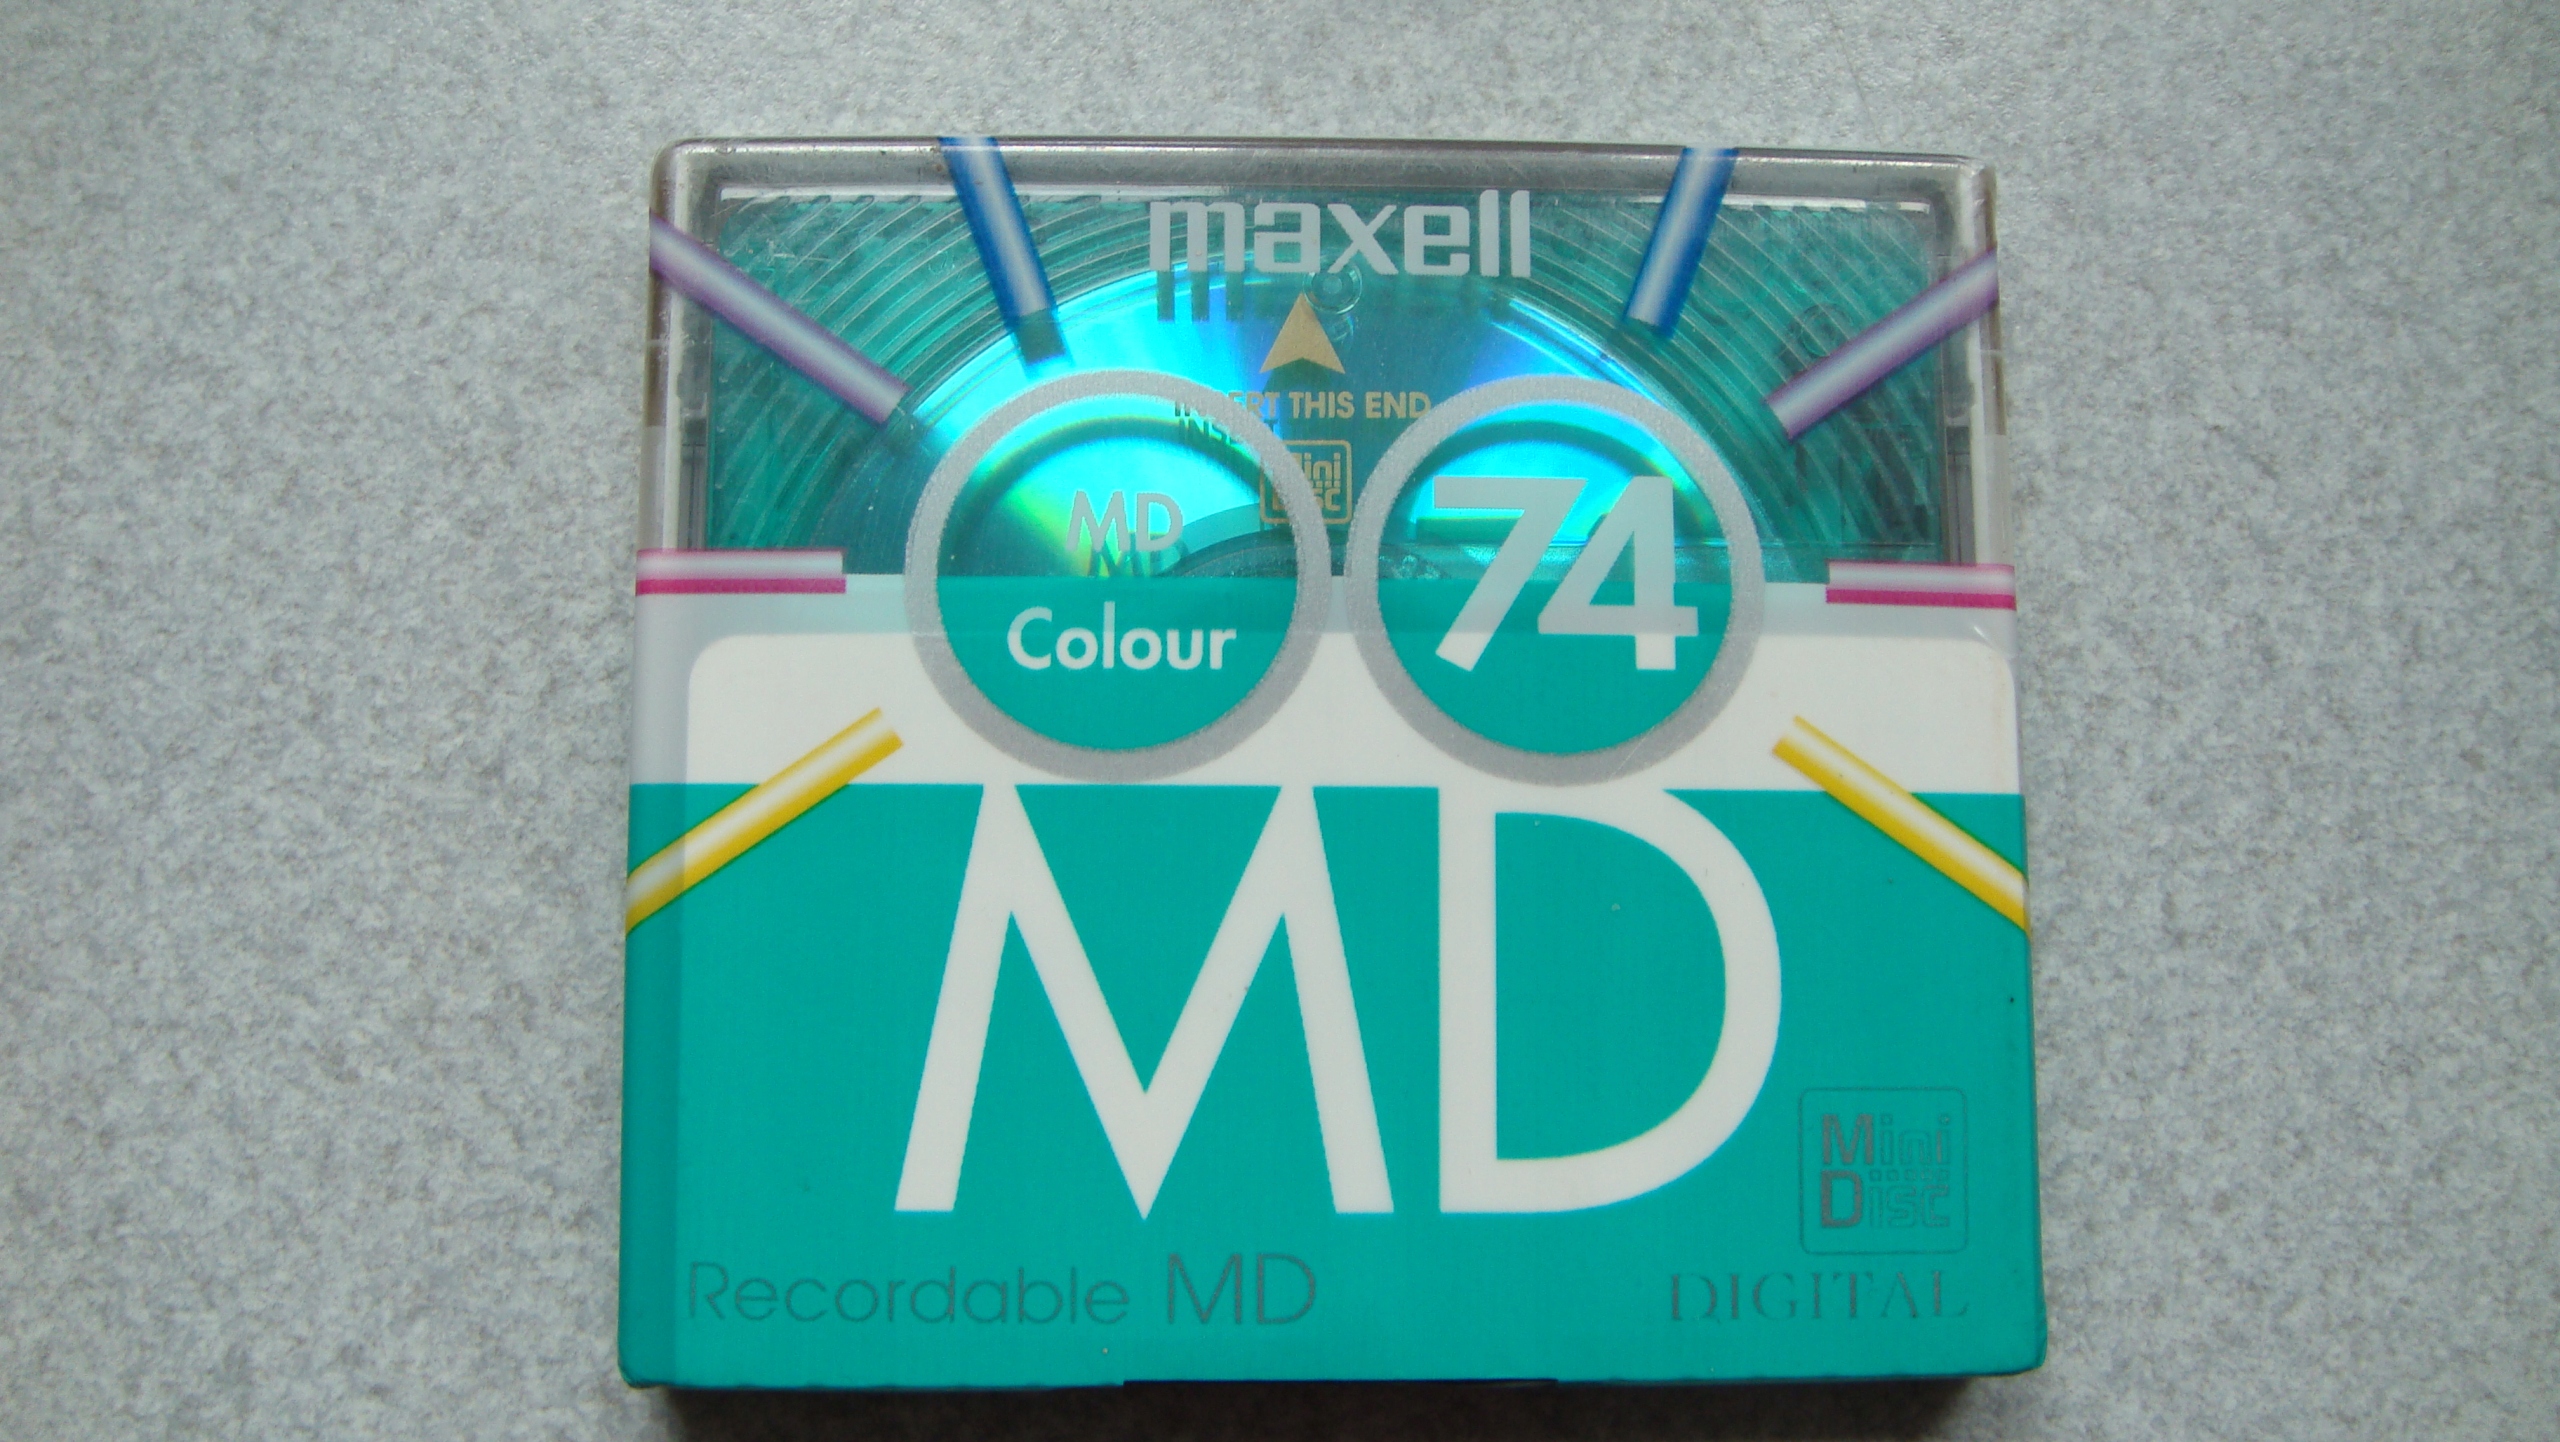 maxell
INSERT THIS END
Mini
Disc
MD
Colour
74
MD
Mini
Disc
Recordable MD
DIGITAL